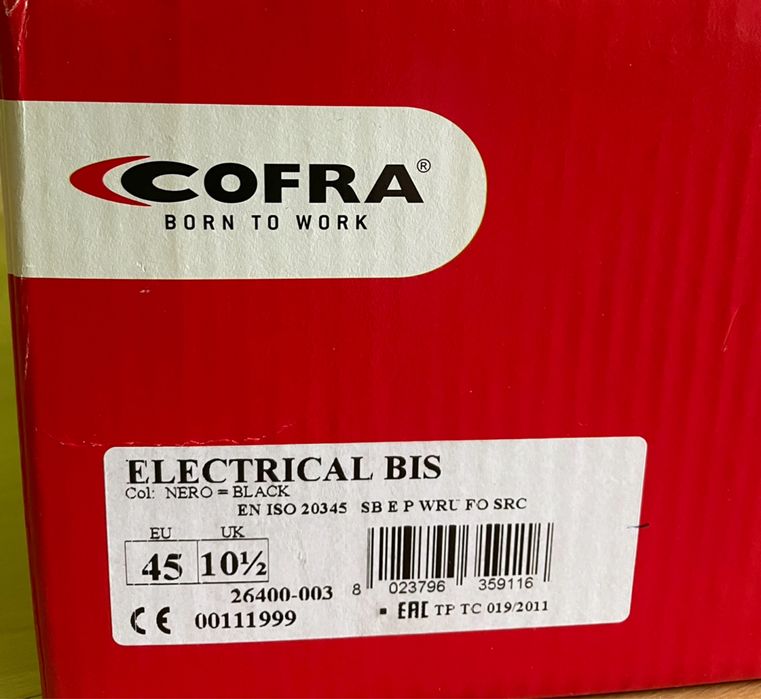 COFRA®
BORN TO WORK
ELECTRICAL BIS
Col: NERO = BLACK
EN ISO 20345 SB E P WRU FO SRC
EU UK
45 10½
26400-003
8 023796 359116
CE 00111999
EAC TP TC 019/2011